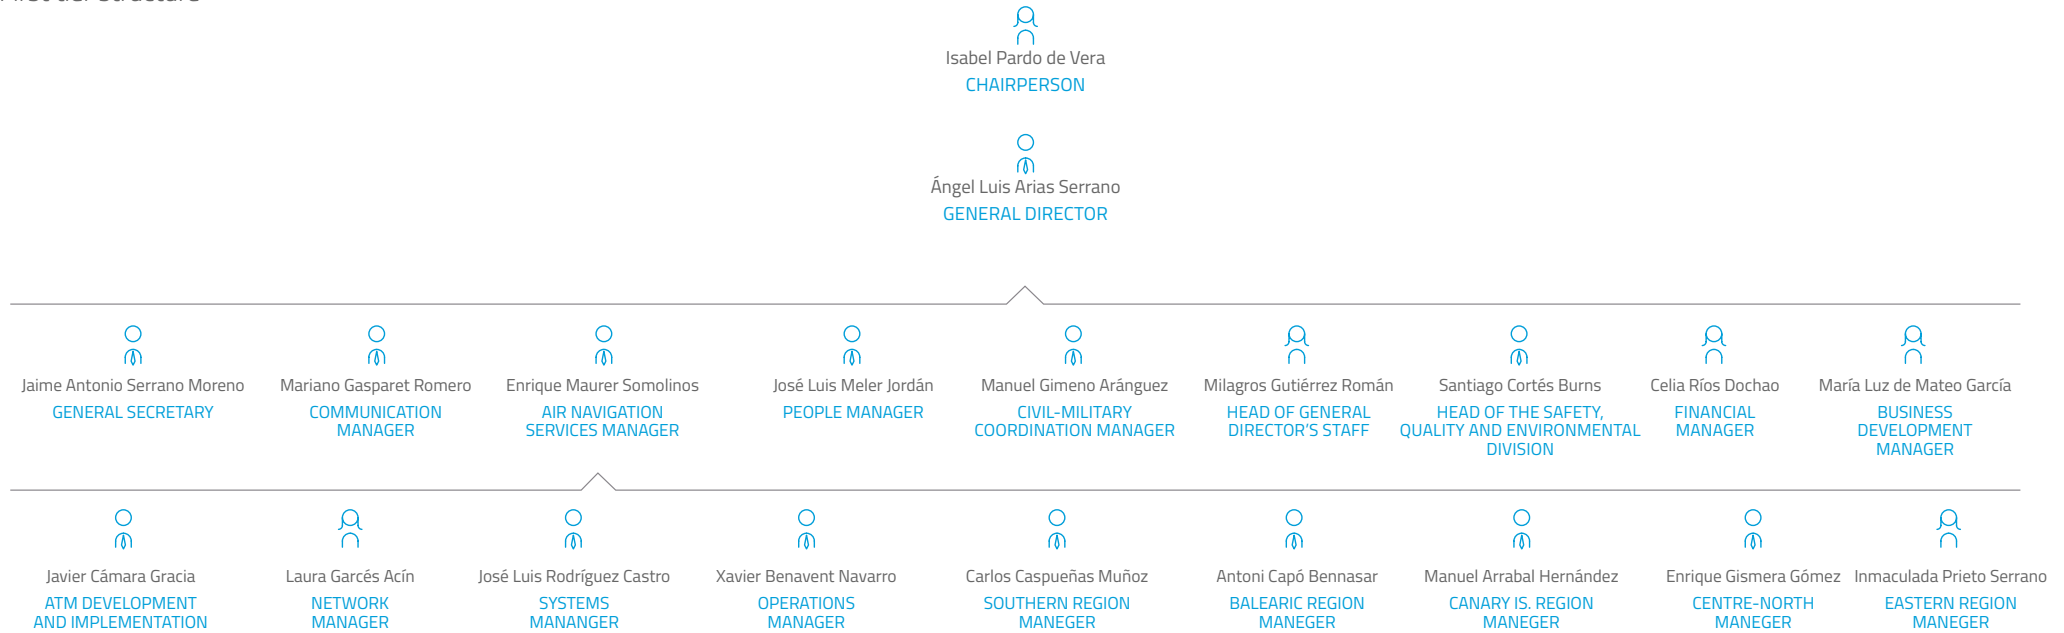 First tier structure
Isabel Pardo de Vera
CHAIRPERSON
Ángel Luis Arias Serrano
GENERAL DIRECTOR
Jaime Antonio Serrano Moreno
GENERAL SECRETARY
Mariano Gasparet Romero
COMMUNICATION
MANAGER
Enrique Maurer Somolinos
AIR NAVIGATION
SERVICES MANAGER
José Luis Meler Jordán
PEOPLE MANAGER
Manuel Gimeno Aránguez
CIVIL-MILITARY
COORDINATION MANAGER
Milagros Gutiérrez Román
HEAD OF GENERAL
DIRECTOR'S STAFF
Santiago Cortés Burns
HEAD OF THE SAFETY,
QUALITY AND ENVIRONMENTAL
DIVISION
Celia Ríos Dochao
FINANCIAL
MANAGER
María Luz de Mateo García
BUSINESS
DEVELOPMENT
MANAGER
Javier Cámara Gracia
ATM DEVELOPMENT
AND IMPLEMENTATION
Laura Garcés Acín
NETWORK
MANAGER
José Luis Rodríguez Castro
SYSTEMS
MANANGER
Xavier Benavent Navarro
OPERATIONS
MANAGER
Carlos Caspueñas Muñoz
SOUTHERN REGION
MANEGER
Antoni Capó Bennasar
BALEARIC REGION
MANEGER
Manuel Arrabal Hernández
CANARY IS. REGION
MANEGER
Enrique Gismera Gómez
CENTRE-NORTH
MANEGER
Inmaculada Prieto Serrano
EASTERN REGION
MANEGER